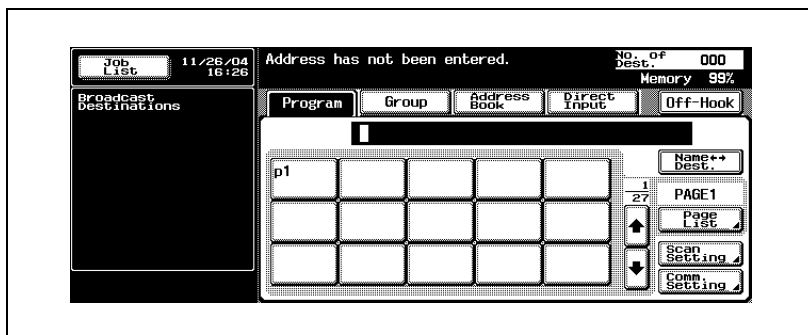 Job List
11/26/04
16:26
Address has not been entered.
No. of Dest.
000
Memory 99%
Broadcast
Destinations
Program
Group
Address Book
Direct Input
Off-Hook
Name↔
Dest.
p1
1
27
PAGE1
Page List
Scan Setting
Comm. Setting